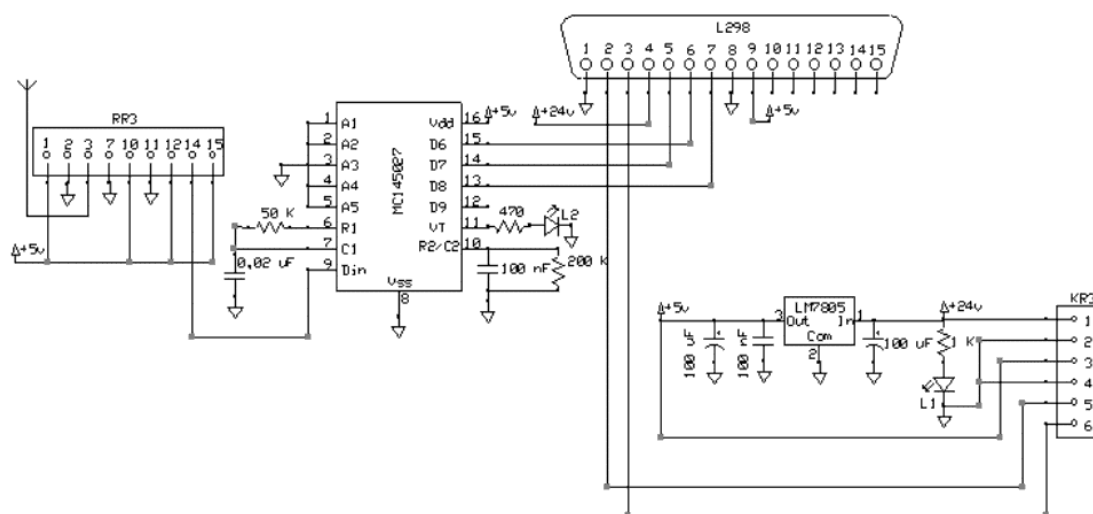 L298
1 2 3 4 5 6 7 8 9 10 11 12 13 14 15
+24v
+5v
RR3
1 2 3 7 10 11 12 14 15
+5v
50 K
0,02 uF
MC145027
1 A1
2 A2
3 A3
4 A4
5 A5
6 R1
7 C1
9 Din
Vss
8
Vdd 16
+5v
D6 15
D7 14
D8 13
D9 12
VT 11
R2/C2 10
470
L2
100 nF
200 K
+5v
LM7805
3 Out In 1
Com
2
+24v
100 uF
1 K
L1
100
100
1
2
3
4
5
6